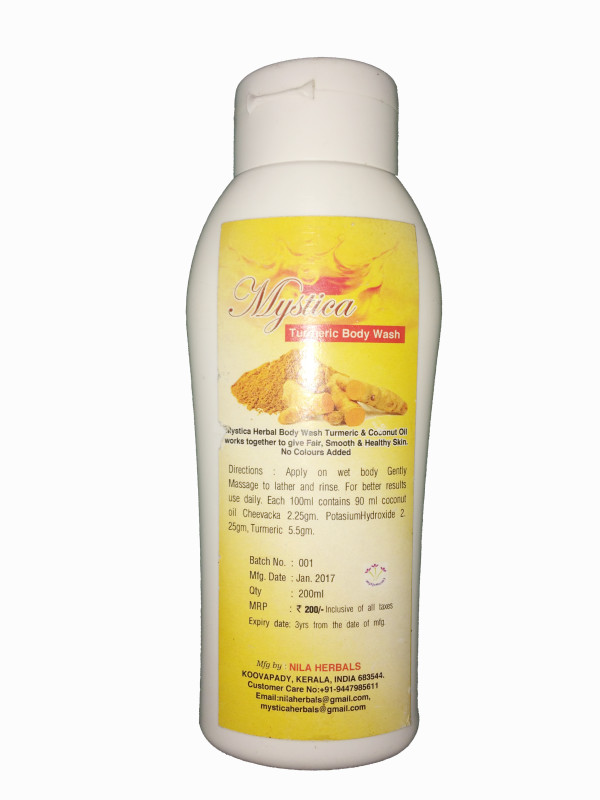 Mystica
Turmeric Body Wash
Mystica Herbal Body Wash Turmeric & Coconut Oil
works together to give Fair, Smooth & Healthy Skin.
No Colours Added
Directions : Apply on wet body Gently
Massage to lather and rinse. For better results
use daily. Each 100ml contains 90 ml coconut
oil Cheevacka 2.25gm. PotasiumHydroxide 2.
25gm, Turmeric 5.5gm.
Batch No. : 001
Mfg. Date : Jan. 2017
Qty : 200ml
MRP : ₹ 200/- Inclusive of all taxes
Expiry date: 3yrs from the date of mfg.
Mfg by : NILA HERBALS
KOOVAPADY, KERALA, INDIA 683544.
Customer Care No:+91-9447985611
Email:nilaherbals@gmail.com,
mysticaherbals@gmail.com